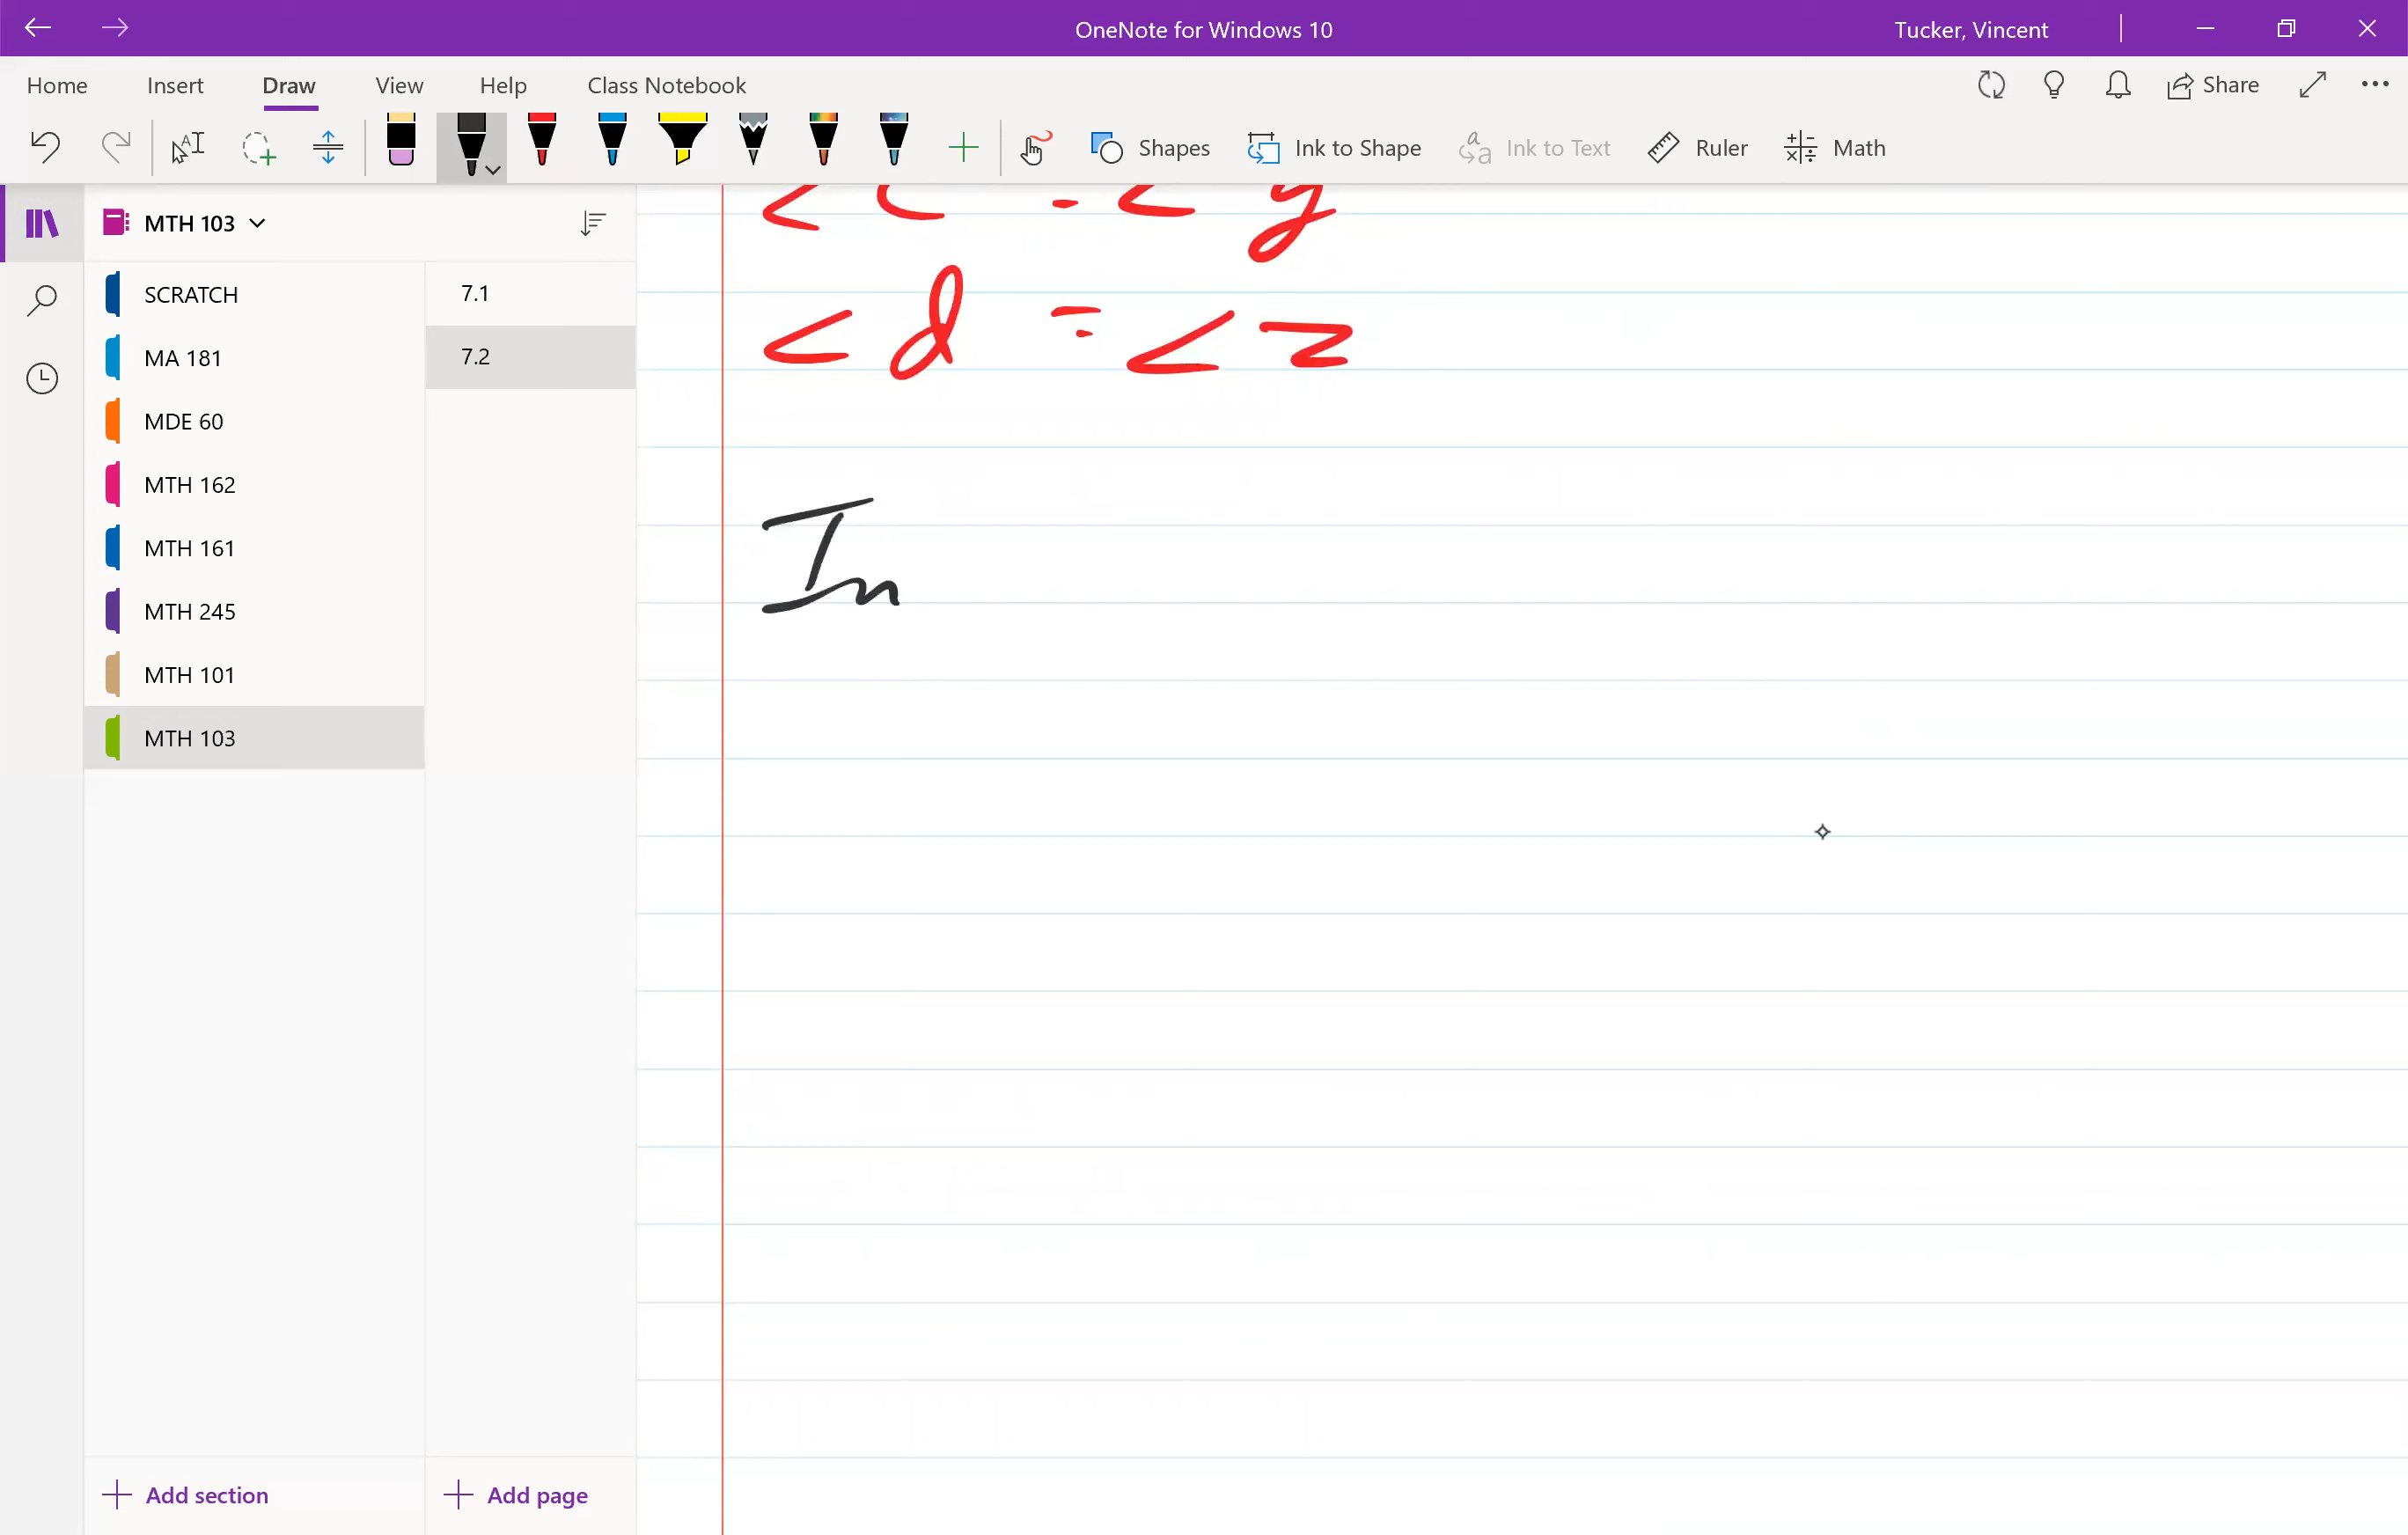 OneNote for Windows 10 Tucker, Vincent
Home Insert Draw View Help Class Notebook Share
Shapes Ink to Shape Ink to Text Ruler Math
MTH 103
SCRATCH
MA 181
MDE 60
MTH 162
MTH 161
MTH 245
MTH 101
MTH 103
7.1
7.2
< c = < y
< d = < z
In
Add section Add page